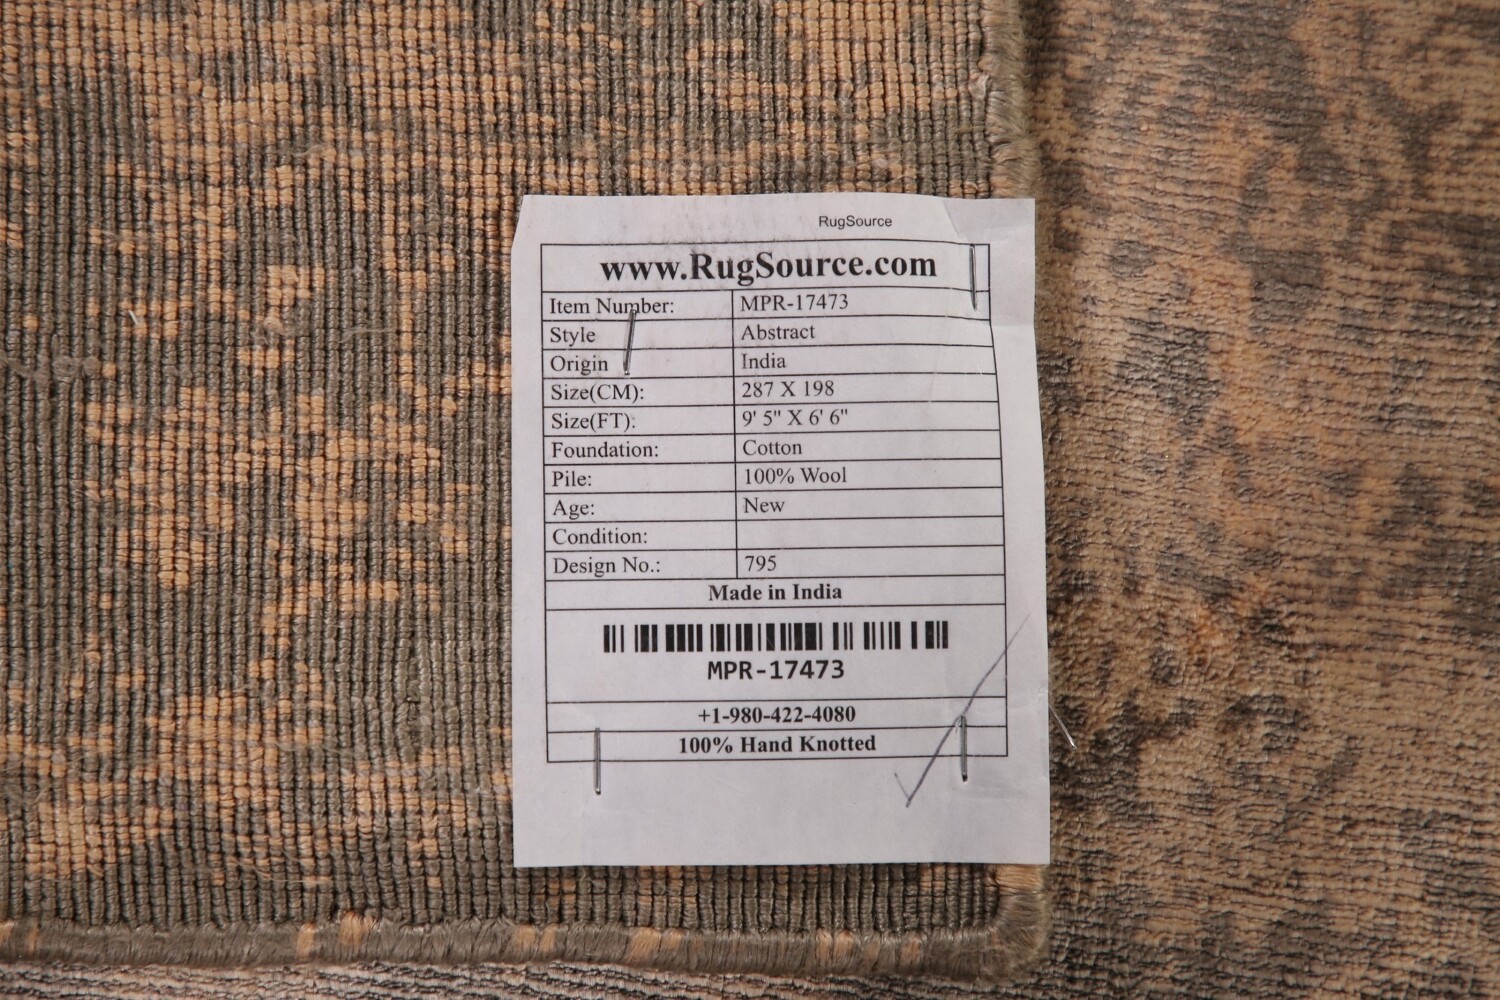 RugSource
www.RugSource.com
Item Number: MPR-17473
Style Abstract
Origin India
Size(CM): 287 X 198
Size(FT): 9' 5" X 6' 6"
Foundation: Cotton
Pile: 100% Wool
Age: New
Condition:
Design No.: 795
Made in India
MPR-17473
+1-980-422-4080
100% Hand Knotted